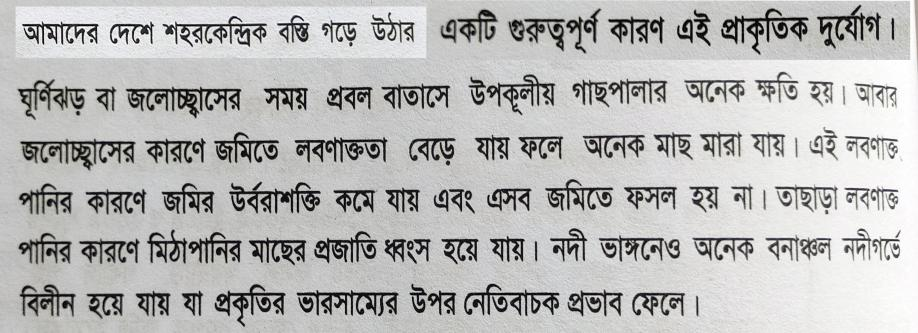 আমাদের দেশে শহরকেন্দ্রিক বস্তি গড়ে উঠার একটি গুরুত্বপূর্ণ কারণ এই প্রাকৃতিক দুর্যোগ।
ঘূর্ণিঝড় বা জলোচ্ছ্বাসের সময় প্রবল বাতাসে উপকূলীয় গাছপালার অনেক ক্ষতি হয়। আবার
জলোচ্ছ্বাসের কারণে জমিতে লবণাক্ততা বেড়ে যায় ফলে অনেক মাছ মারা যায়। এই লবণাক্ত
পানির কারণে জমির উর্বরাশক্তি কমে যায় এবং এসব জমিতে ফসল হয় না। তাছাড়া লবণাক্ত
পানির কারণে মিঠাপানির মাছের প্রজাতি ধ্বংস হয়ে যায়। নদী ভাঙ্গনেও অনেক বনাঞ্চল নদীগর্ভে
বিলীন হয়ে যায় যা প্রকৃতির ভারসাম্যের উপর নেতিবাচক প্রভাব ফেলে।